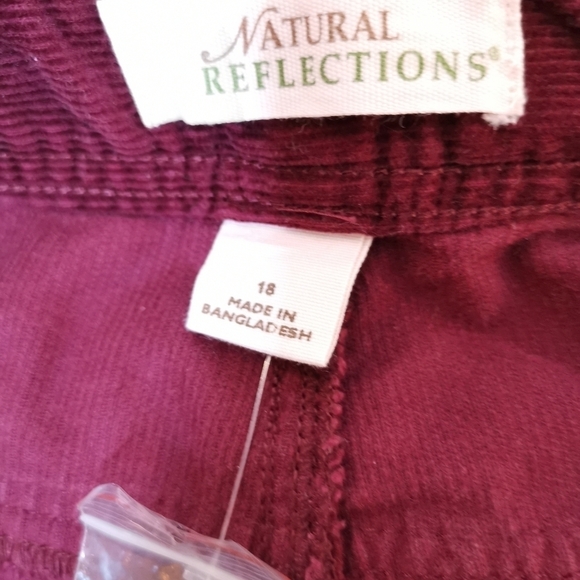 NATURAL
REFLECTIONS®
18
MADE IN
BANGLADESH